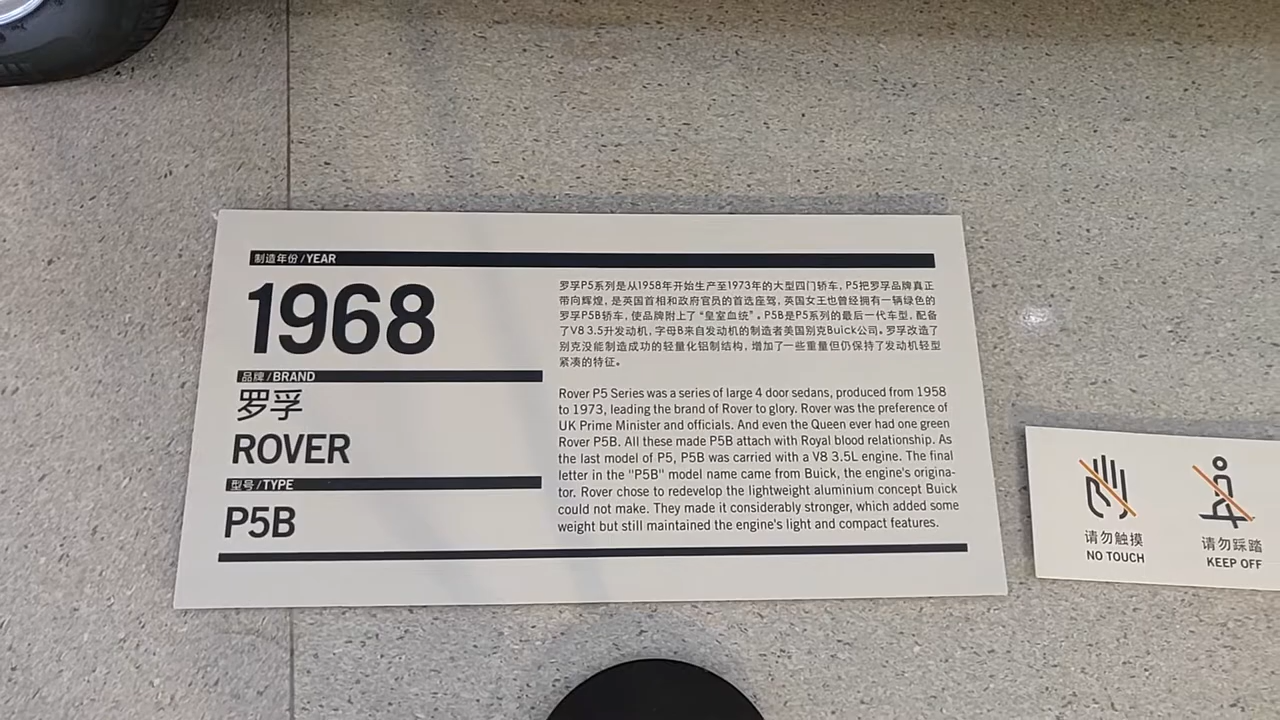 制造年份 / YEAR
1968
品牌 / BRAND
罗孚
ROVER
型号 / TYPE
P5B
罗孚P5系列是从1958年开始生产至1973年的大型四门轿车, P5把罗孚品牌真正
带向辉煌, 是英国首相和政府官员的首选座驾, 英国女王也曾经拥有一辆绿色的
罗孚P5B轿车, 使品牌附上了“皇室血统”。P5B是P5系列的最后一代车型, 配备
了V8 3.5升发动机, 字母B来自发动机的制造者美国别克Buick公司。罗孚改造了
别克没能制造成功的轻量化铝制结构, 增加了一些重量但仍保持了发动机轻型
紧凑的特征。
Rover P5 Series was a series of large 4 door sedans, produced from 1958
to 1973, leading the brand of Rover to glory. Rover was the preference of
UK Prime Minister and officials. And even the Queen ever had one green
Rover P5B. All these made P5B attach with Royal blood relationship. As
the last model of P5, P5B was carried with a V8 3.5L engine. The final
letter in the "P5B" model name came from Buick, the engine's origina-
tor. Rover chose to redevelop the lightweight aluminium concept Buick
could not make. They made it considerably stronger, which added some
weight but still maintained the engine's light and compact features.
请勿触摸
NO TOUCH
请勿踩踏
KEEP OFF